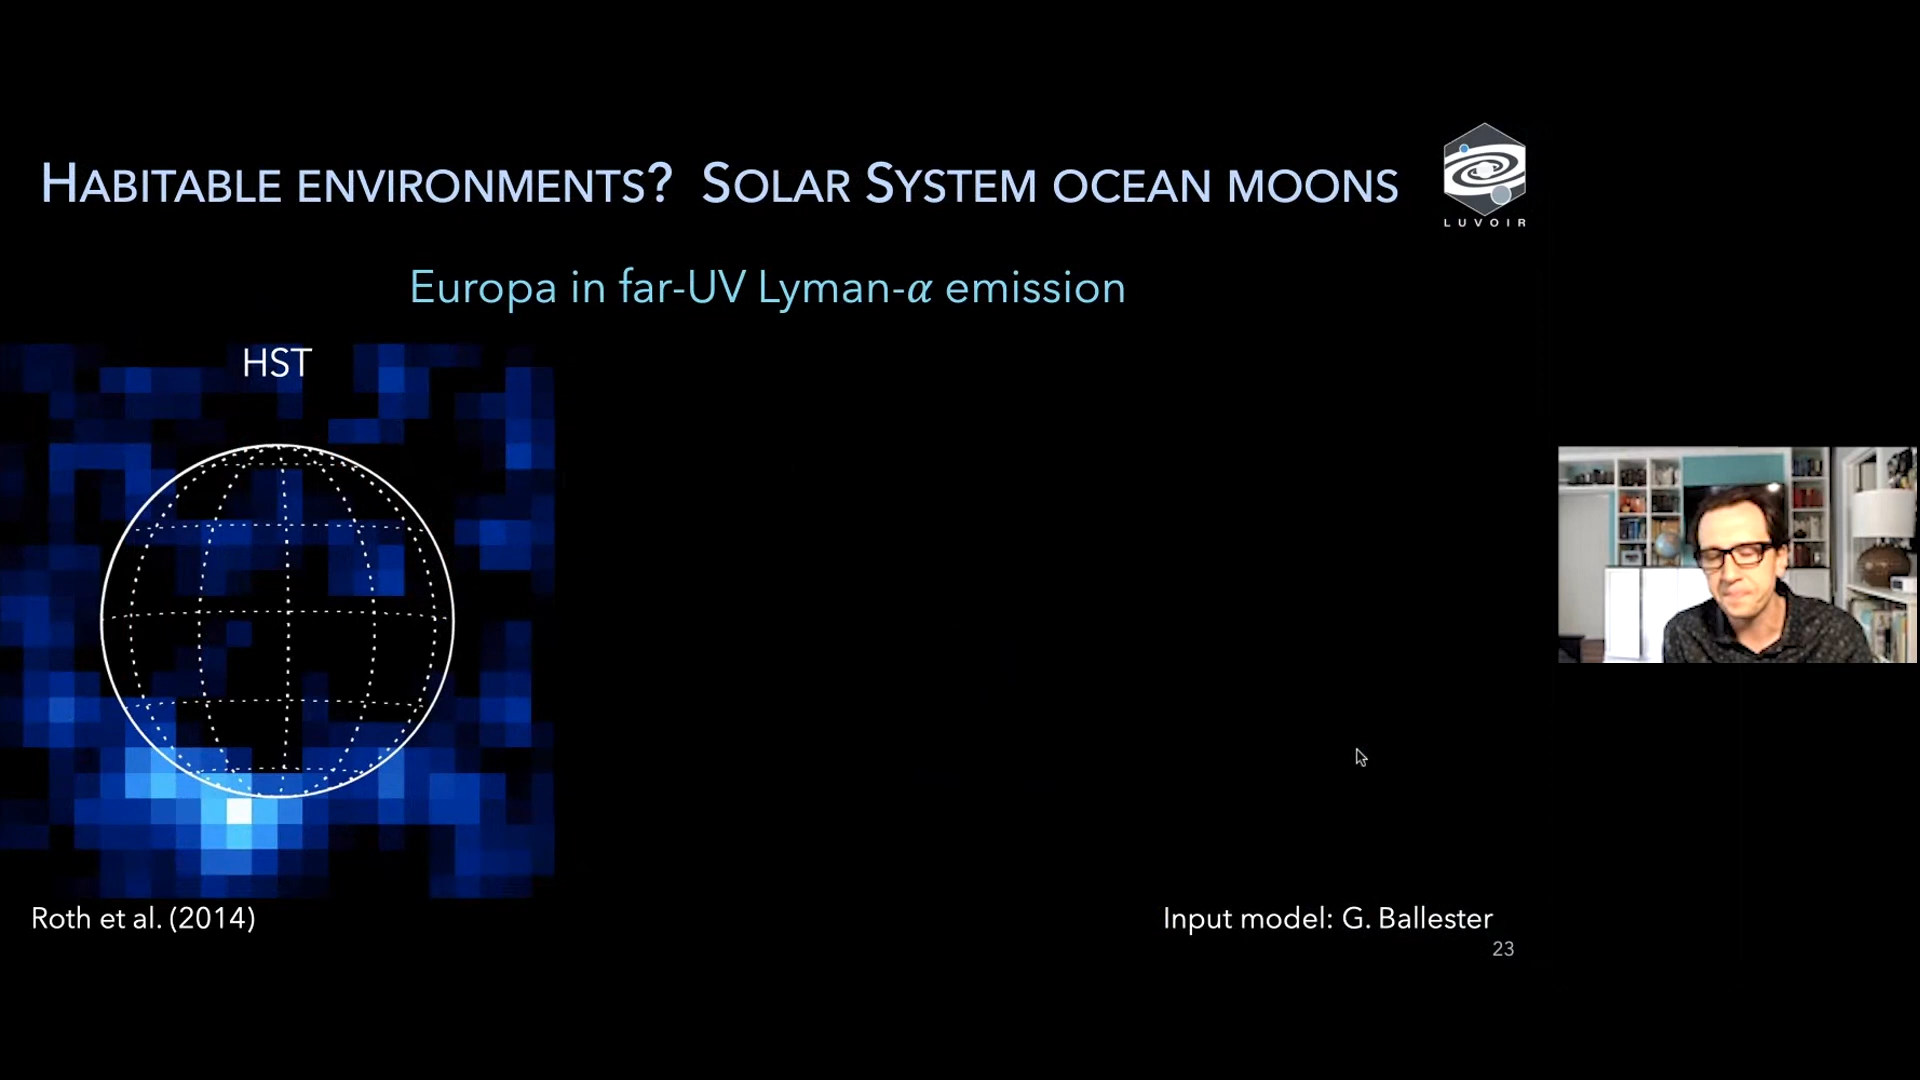 HABITABLE ENVIRONMENTS? SOLAR SYSTEM OCEAN MOONS
LUVOIR
Europa in far-UV Lyman-α emission
HST
Roth et al. (2014)
Input model: G. Ballester
23